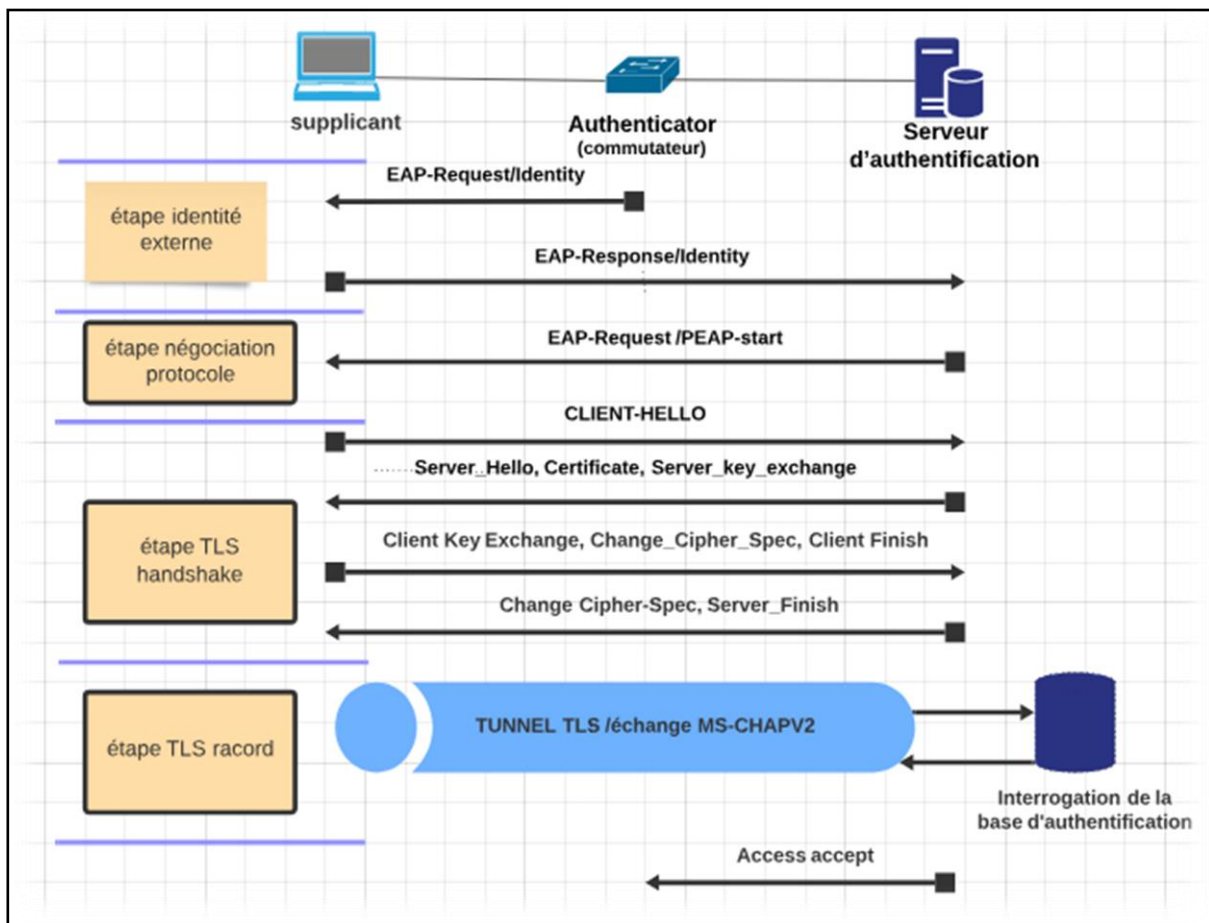 supplicant
Authenticator
(commutateur)
Serveur
d'authentification
EAP-Request/Identity
étape identité
externe
EAP-Response/Identity
étape négociation
protocole
EAP-Request /PEAP-start
CLIENT-HELLO
Server_Hello, Certificate, Server_key_exchange
étape TLS
handshake
Client Key Exchange, Change_Cipher_Spec, Client Finish
Change Cipher-Spec, Server_Finish
étape TLS racord
TUNNEL TLS /échange MS-CHAPV2
Interrogation de la
base d'authentification
Access accept